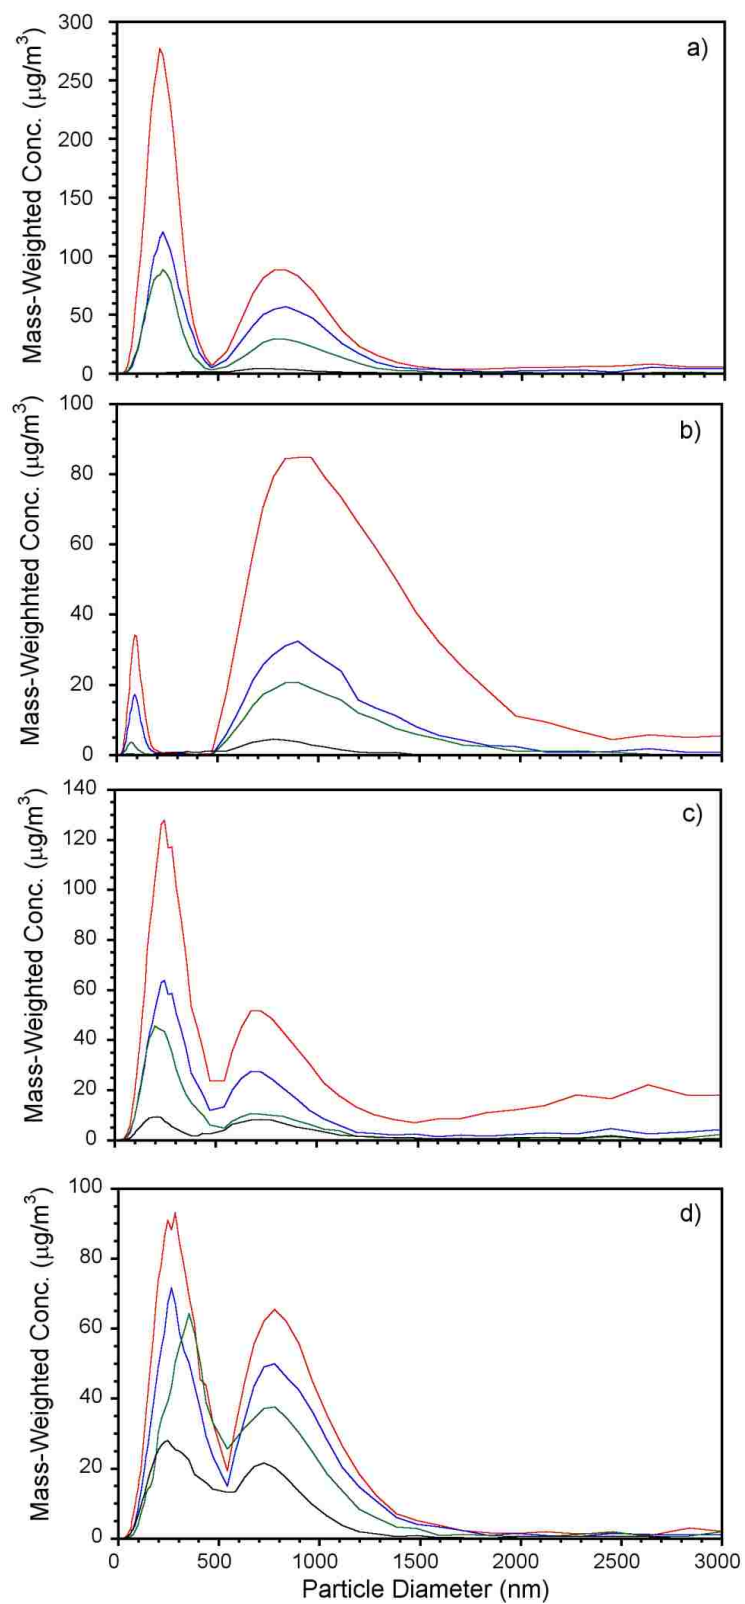 a)
Mass-Weighted Conc. (µg/m³)
300
250
200
150
100
50
0
b)
Mass-Weighhted Conc. (µg/m³)
100
80
60
40
20
0
c)
Mass-Weighted Conc. (µg/m³)
140
120
100
80
60
40
20
0
d)
Mass-Weighted Conc. (µg/m³)
100
80
60
40
20
0
0 500 1000 1500 2000 2500 3000
Particle Diameter (nm)